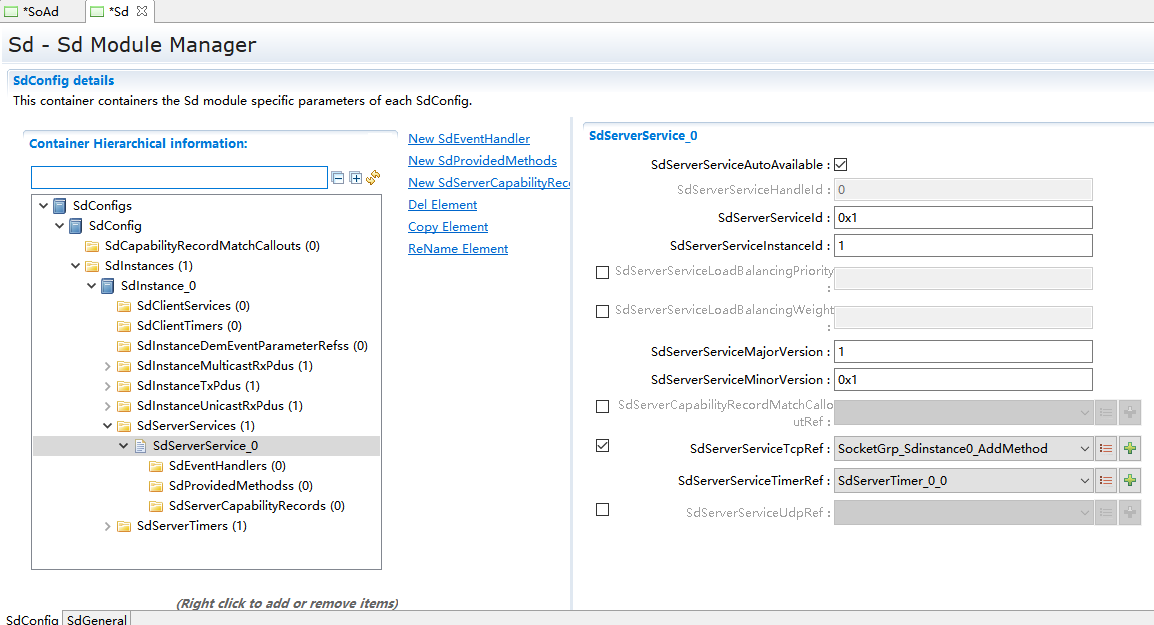 *SoAd
*Sd
Sd - Sd Module Manager
SdConfig details
This container containers the Sd module specific parameters of each SdConfig.
Container Hierarchical information:
SdConfigs
SdConfig
SdCapabilityRecordMatchCallouts (0)
SdInstances (1)
SdInstance_0
SdClientServices (0)
SdClientTimers (0)
SdInstanceDemEventParameterRefss (0)
SdInstanceMulticastRxPdus (1)
SdInstanceTxPdus (1)
SdInstanceUnicastRxPdus (1)
SdServerServices (1)
SdServerService_0
SdEventHandlers (0)
SdProvidedMethodss (0)
SdServerCapabilityRecords (0)
SdServerTimers (1)
(Right click to add or remove items)
New SdEventHandler
New SdProvidedMethods
New SdServerCapabilityReco
Del Element
Copy Element
ReName Element
SdServerService_0
SdServerServiceAutoAvailable :
SdServerServiceHandleId : 0
SdServerServiceId : 0x1
SdServerServiceInstanceId : 1
SdServerServiceLoadBalancingPriority
:
SdServerServiceLoadBalancingWeight
:
SdServerServiceMajorVersion : 1
SdServerServiceMinorVersion : 0x1
SdServerCapabilityRecordMatchCallo
utRef :
SdServerServiceTcpRef : SocketGrp_Sdinstance0_AddMethod
SdServerServiceTimerRef : SdServerTimer_0_0
SdServerServiceUdpRef :
SdConfig
SdGeneral